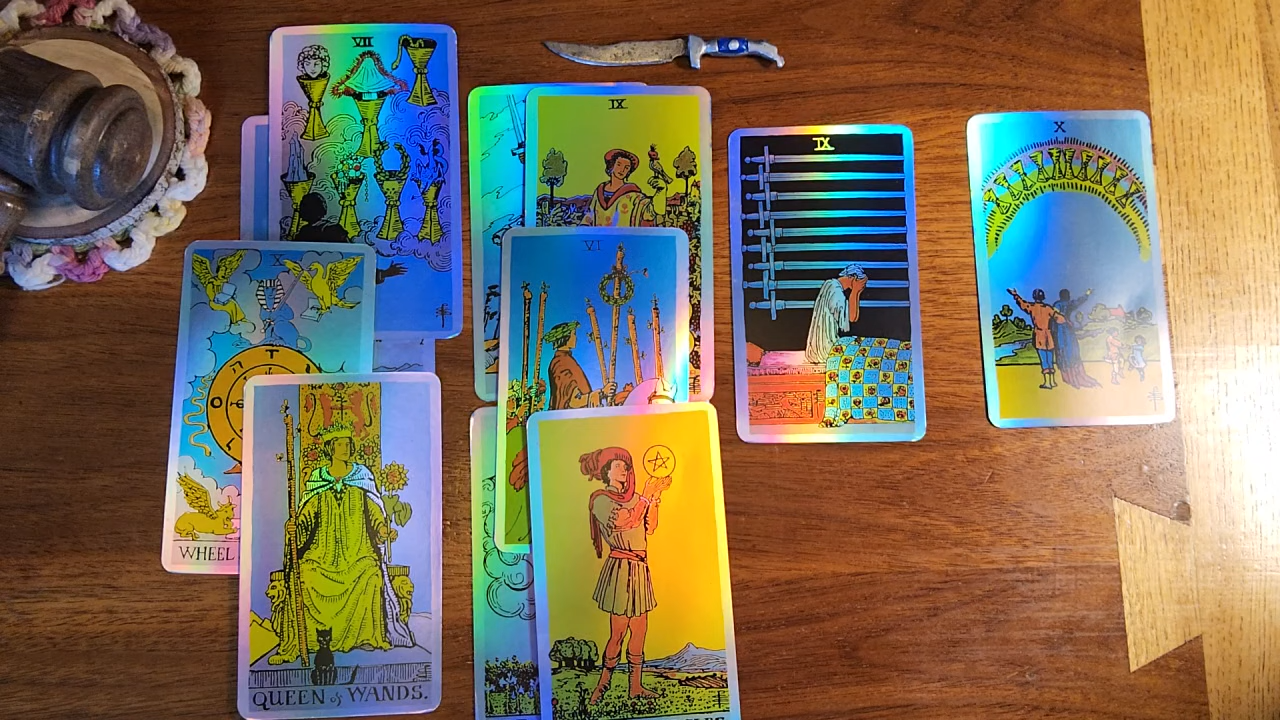 VII
IX
IX
X
VI
X
T
O
WHEEL
QUEEN of WANDS.